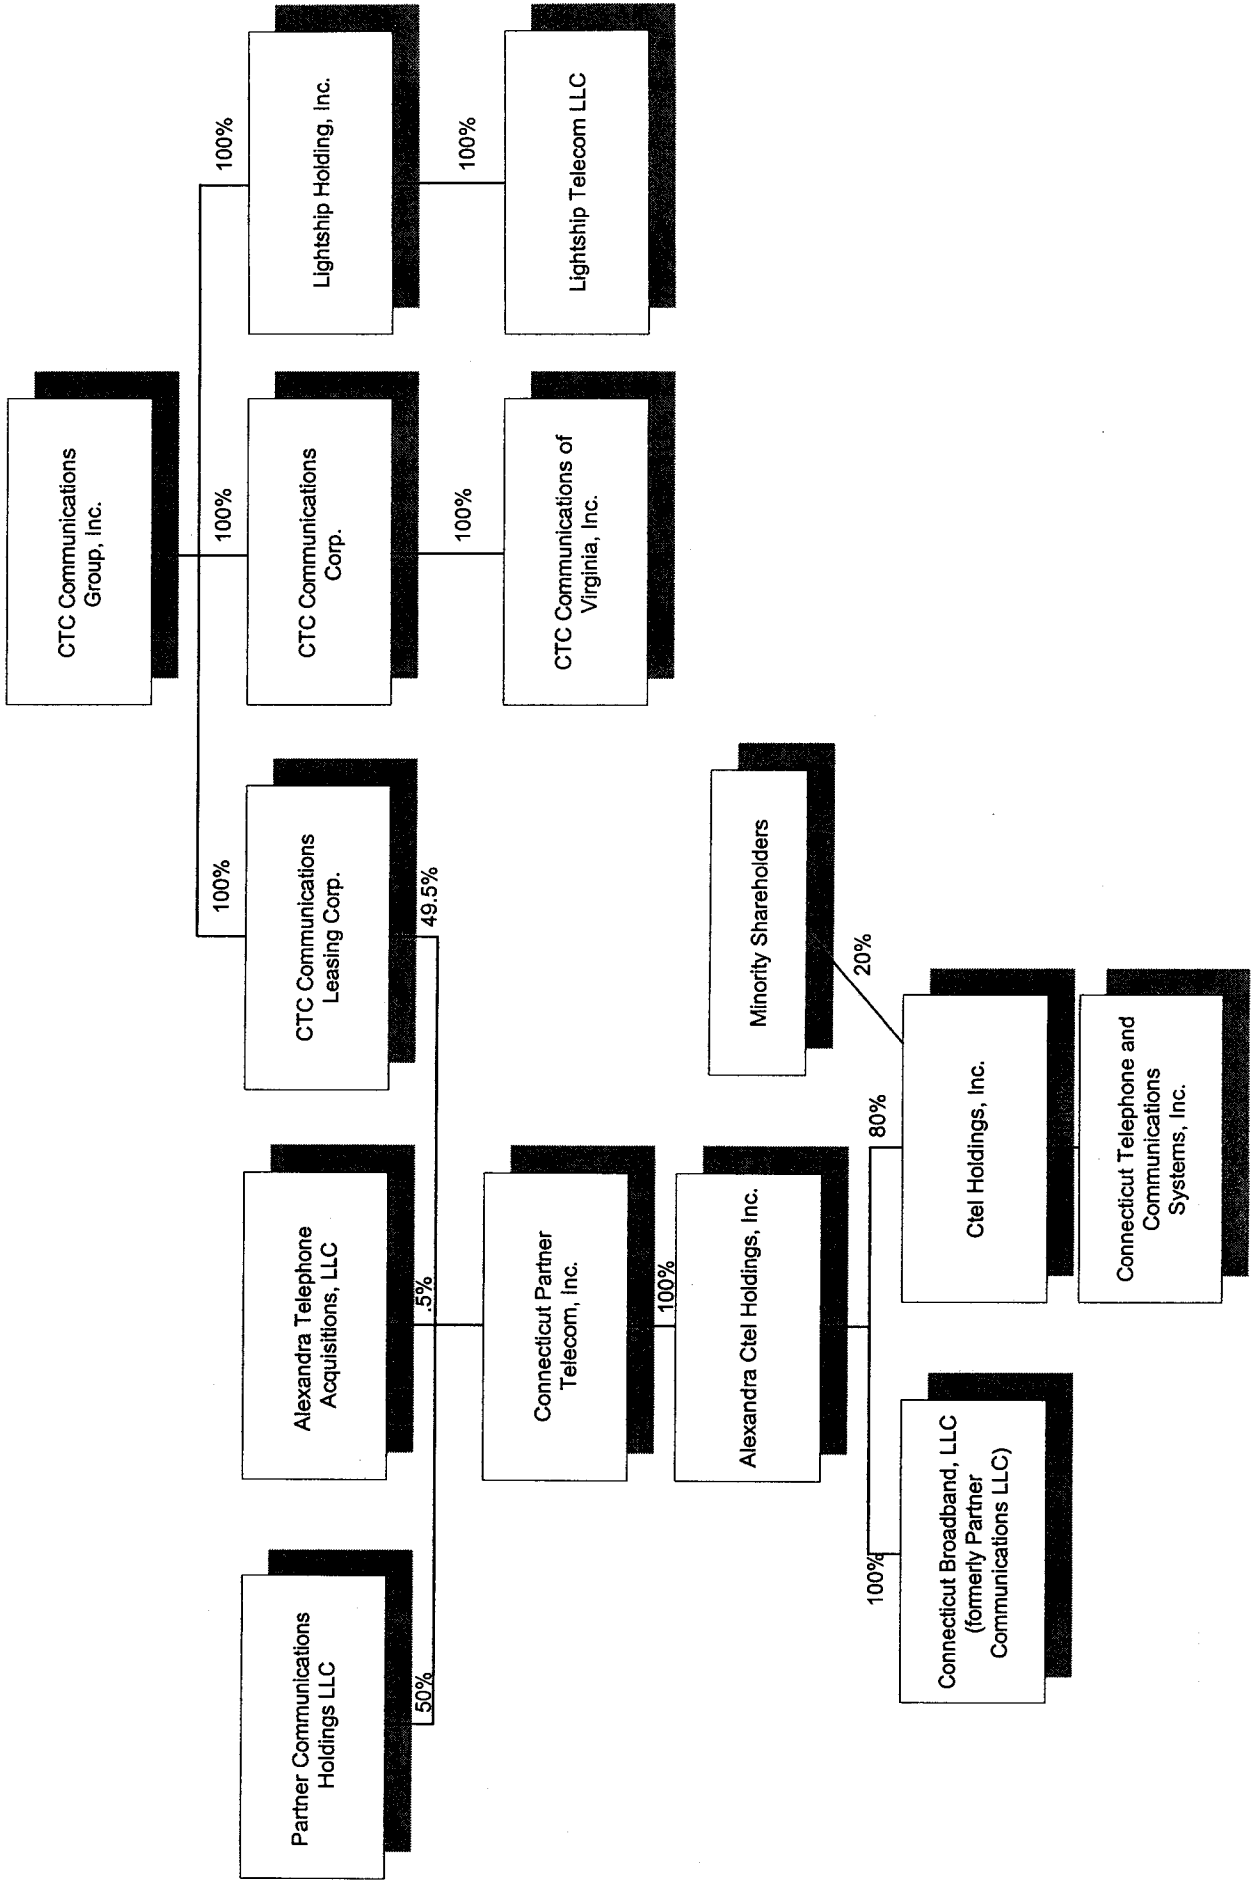 CTC Communications
Group, Inc.
100%
100%
100%
Partner Communications
Holdings LLC
Alexandra Telephone
Acquisitions, LLC
CTC Communications
Leasing Corp.
CTC Communications
Corp.
Lightship Holding, Inc.
50%
.5%
49.5%
100%
100%
Connecticut Partner
Telecom, Inc.
CTC Communications of
Virginia, Inc.
Lightship Telecom LLC
100%
Alexandra Ctel Holdings, Inc.
Minority Shareholders
100%
80%
20%
Connecticut Broadband, LLC
(formerly Partner
Communications LLC)
Ctel Holdings, Inc.
Connecticut Telephone and
Communications
Systems, Inc.